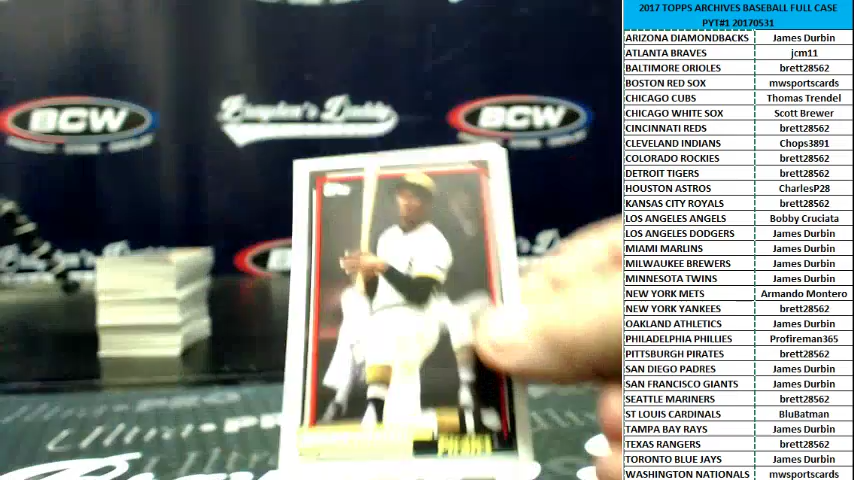 2017 TOPPS ARCHIVES BASEBALL FULL CASE
PYT#1 20170531
ARIZONA DIAMONDBACKS James Durbin
ATLANTA BRAVES jcm11
BALTIMORE ORIOLES brett28562
BOSTON RED SOX mwsportscards
CHICAGO CUBS Thomas Trendel
CHICAGO WHITE SOX Scott Brewer
CINCINNATI REDS brett28562
CLEVELAND INDIANS Chops3891
COLORADO ROCKIES brett28562
DETROIT TIGERS brett28562
HOUSTON ASTROS CharlesP28
KANSAS CITY ROYALS brett28562
LOS ANGELES ANGELS Bobby Cruciata
LOS ANGELES DODGERS James Durbin
MIAMI MARLINS James Durbin
MILWAUKEE BREWERS James Durbin
MINNESOTA TWINS James Durbin
NEW YORK METS Armando Montero
NEW YORK YANKEES brett28562
OAKLAND ATHLETICS James Durbin
PHILADELPHIA PHILLIES Profireman365
PITTSBURGH PIRATES brett28562
SAN DIEGO PADRES James Durbin
SAN FRANCISCO GIANTS James Durbin
SEATTLE MARINERS brett28562
ST LOUIS CARDINALS BluBatman
TAMPA BAY RAYS James Durbin
TEXAS RANGERS brett28562
TORONTO BLUE JAYS James Durbin
WASHINGTON NATIONALS mwsportscards
BCW
Brayden's Daddy
BCW
Topps